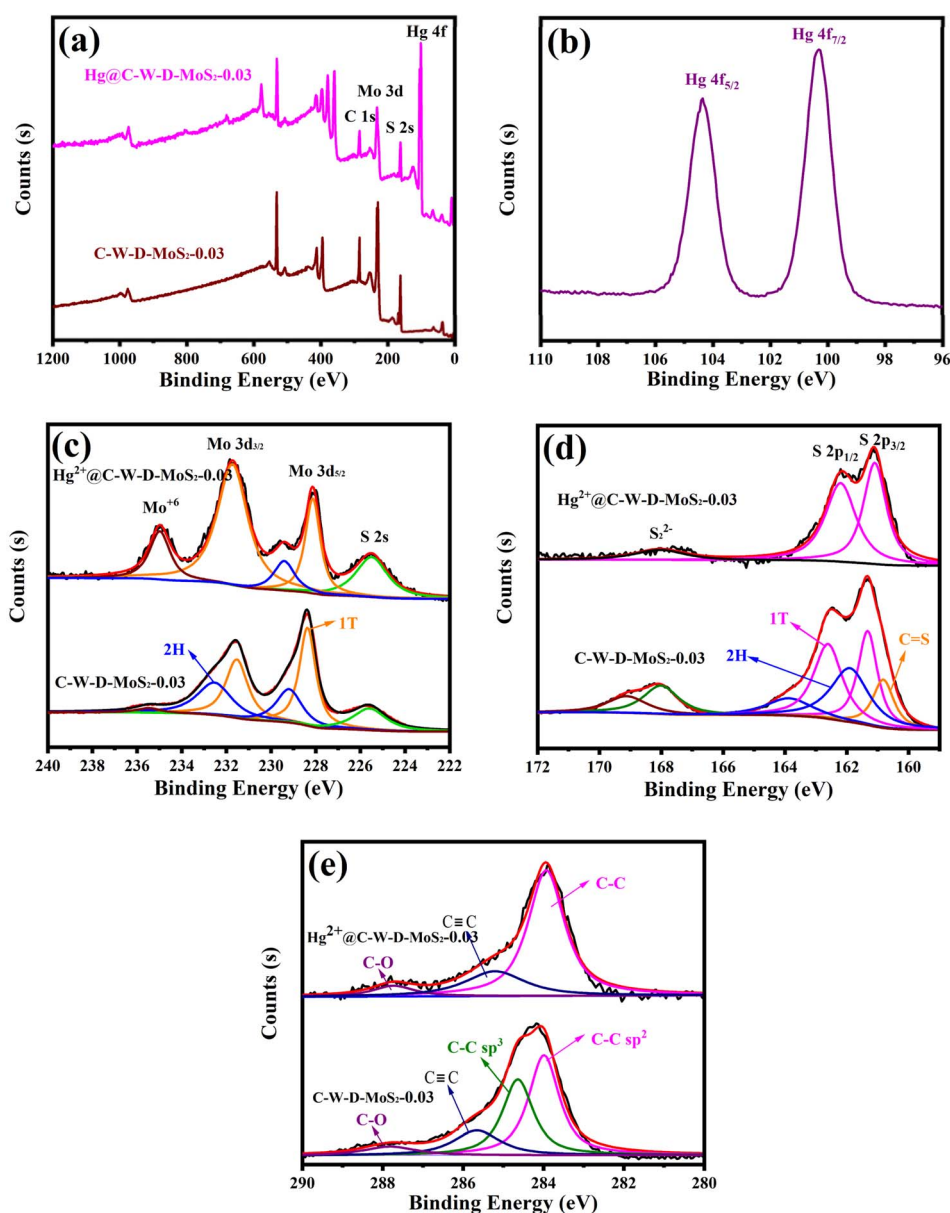 (a)
Hg 4f
Hg@C-W-D-MoS₂-0.03
Mo 3d
C 1s
S 2s
C-W-D-MoS₂-0.03
Counts (s)
1200 1000 800 600 400 200 0
Binding Energy (eV)
(b)
Hg 4f₇/₂
Hg 4f₅/₂
Counts (s)
110 108 106 104 102 100 98 96
Binding Energy (eV)
(c)
Mo 3d₃/₂
Hg²⁺@C-W-D-MoS₂-0.03
Mo 3d₅/₂
Mo⁺⁶
S 2s
1T
2H
C-W-D-MoS₂-0.03
Counts (s)
240 238 236 234 232 230 228 226 224 222
Binding Energy (eV)
(d)
S 2p₃/₂
S 2p₁/₂
Hg²⁺@C-W-D-MoS₂-0.03
S₂²⁻
1T
C=S
2H
C-W-D-MoS₂-0.03
Counts (s)
172 170 168 166 164 162 160
Binding Energy (eV)
(e)
C-C
C≡C
Hg²⁺@C-W-D-MoS₂-0.03
C-O
C-C sp³
C-C sp²
C≡C
C-W-D-MoS₂-0.03
C-O
Counts (s)
290 288 286 284 282 280
Binding Energy (eV)